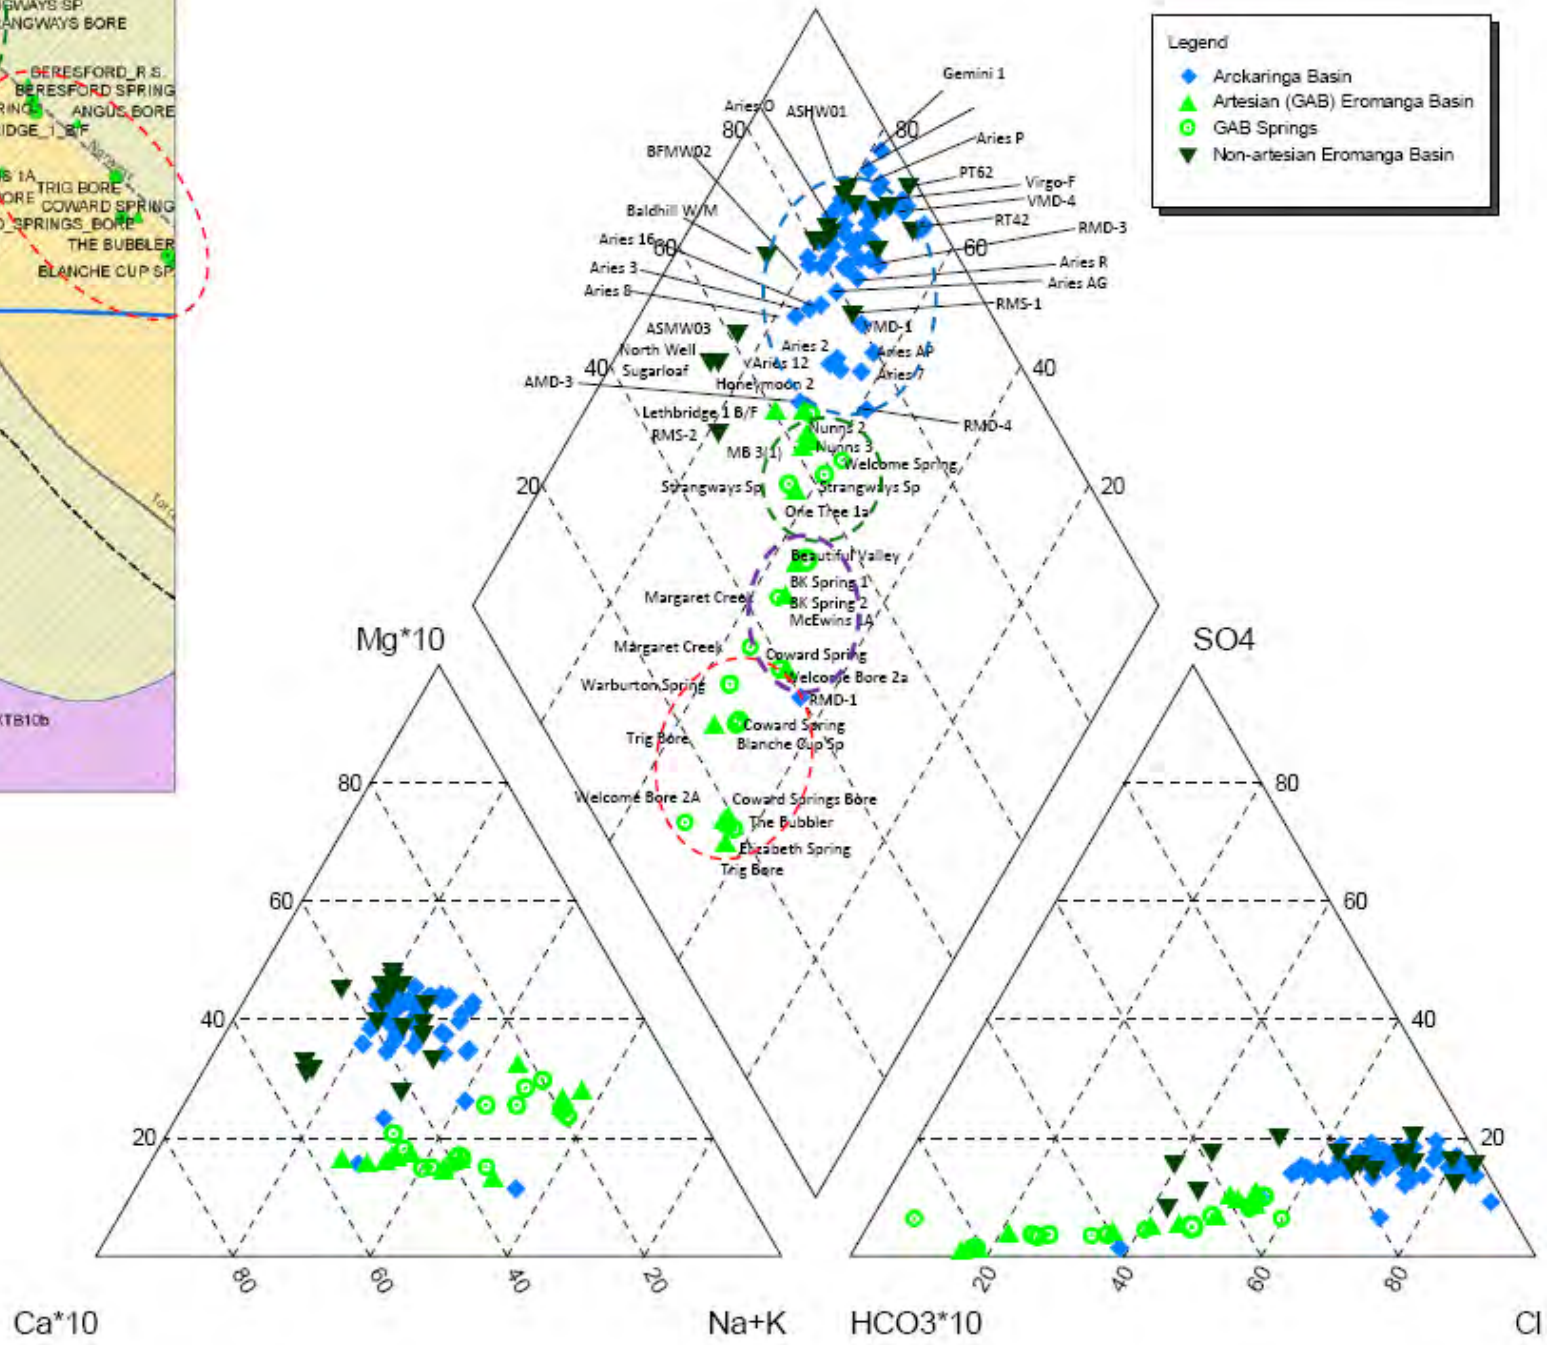 GWAYS SP.
ANGWAYS BORE
BERESFORD_R.S.
BERESFORD SPRING
ANGUS BORE
IDGE_1_B/F
S 1A
TRIG BORE
ORE
COWARD SPRING
D_SPRINGS_BORE
THE BUBBLER
BLANCHE CUP SP
TB10b
Legend
Arckaringa Basin
Artesian (GAB) Eromanga Basin
GAB Springs
Non-artesian Eromanga Basin
Gemini 1
Aries O
ASHW01
80
80
Aries P
BFMW02
PT62
Virgo-F
VMD-4
Baldhill W/M
RT42
RMD-3
Aries 16
60
60
Aries 3
Aries R
Aries 8
Aries AG
RMS-1
ASMW03
VMD-1
North Well
Aries 2
Aries AP
Sugarloaf
Aries 12
40
40
Aries 7
AMD-3
Honeymoon 2
Lethbridge 1 B/F
RMD-4
RMS-2
Nunns 2
MB 3(1)
Nunns 3
Welcome Spring
Strangways Sp
Strangways Sp
20
20
One Tree 1a
Beautiful Valley
BK Spring 1
Margaret Creek
BK Spring 2
McEwins 1A
Margaret Creek
Coward Spring
Welcome Bore 2a
Warburton Spring
RMD-1
Coward Spring
Trig Bore
Blanche Cup Sp
Welcome Bore 2A
Coward Springs Bore
The Bubbler
Elizabeth Spring
Trig Bore
Mg*10
SO4
80
80
60
60
40
40
20
20
80
60
40
20
20
40
60
80
Ca*10
Na+K
HCO3*10
Cl